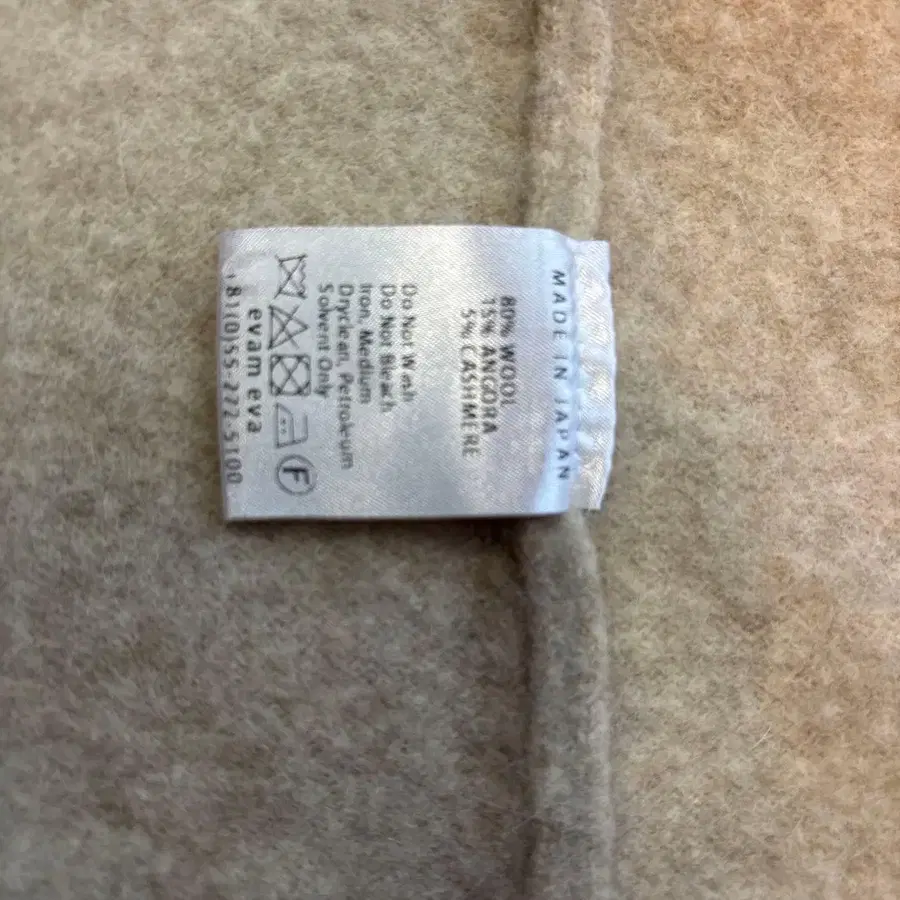 MADE IN JAPAN
80% WOOL
15% ANGORA
5% CASHMERE
Do Not Wash
Do Not Bleach
Iron, Medium
Dryclean, Petroleum
Solvent Only
F
evam eva
81(0)55-272-5100